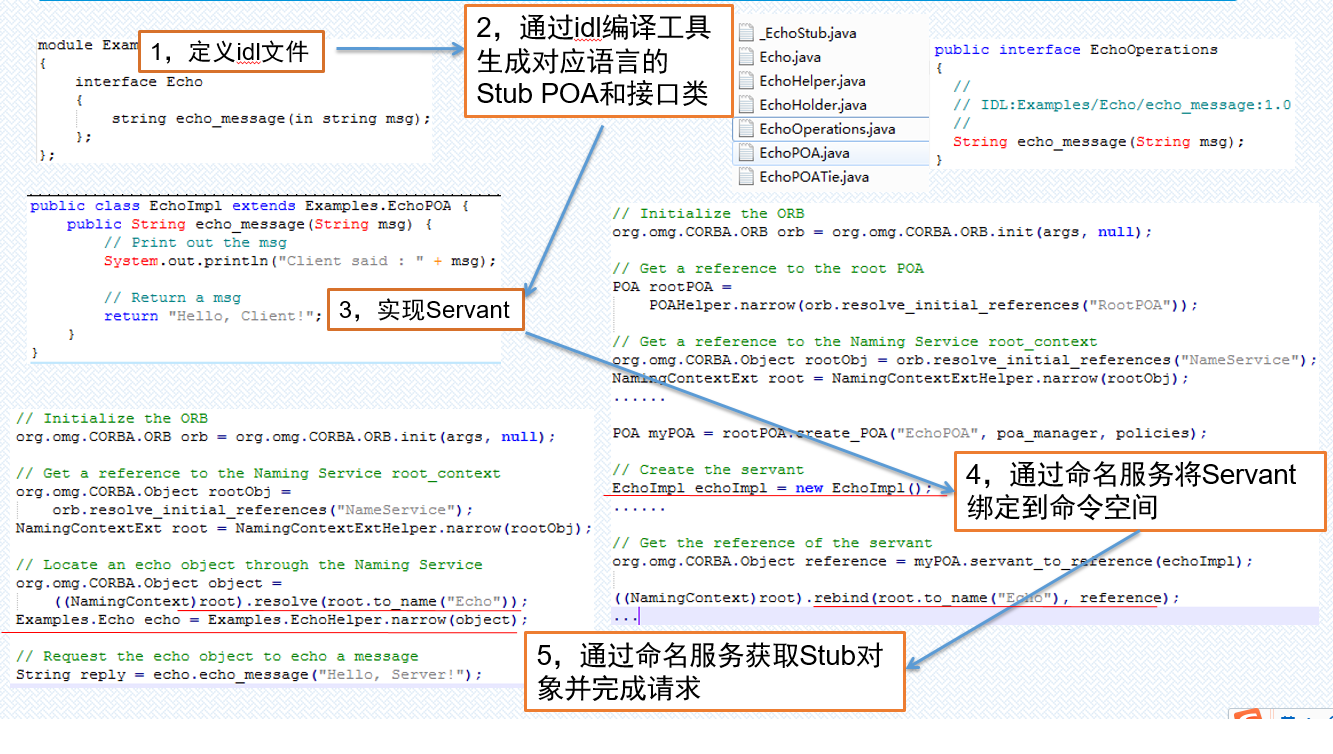 module Exam
1，定义idl文件
{
interface Echo
{
string echo_message(in string msg);
};
};
2，通过idl编译工具
生成对应语言的
Stub POA和接口类
_EchoStub.java
Echo.java
EchoHelper.java
EchoHolder.java
EchoOperations.java
EchoPOA.java
EchoPOATie.java
public interface EchoOperations
{
//
// IDL:Examples/Echo/echo_message:1.0
//
String echo_message(String msg);
}
public class EchoImpl extends Examples.EchoPOA {
public String echo_message(String msg) {
// Print out the msg
System.out.println("Client said : " + msg);
// Return a msg
return "Hello, Client!";
}
}
3，实现Servant
// Initialize the ORB
org.omg.CORBA.ORB orb = org.omg.CORBA.ORB.init(args, null);
// Get a reference to the root POA
POA rootPOA =
POAHelper.narrow(orb.resolve_initial_references("RootPOA"));
// Get a reference to the Naming Service root_context
org.omg.CORBA.Object rootObj = orb.resolve_initial_references("NameService");
NamingContextExt root = NamingContextExtHelper.narrow(rootObj);
......
POA myPOA = rootPOA.create_POA("EchoPOA", poa_manager, policies);
// Create the servant
EchoImpl echoImpl = new EchoImpl();
......
// Get the reference of the servant
org.omg.CORBA.Object reference = myPOA.servant_to_reference(echoImpl);
((NamingContext)root).rebind(root.to_name("Echo"), reference);
...
4，通过命名服务将Servant
绑定到命令空间
// Initialize the ORB
org.omg.CORBA.ORB orb = org.omg.CORBA.ORB.init(args, null);
// Get a reference to the Naming Service root_context
org.omg.CORBA.Object rootObj =
orb.resolve_initial_references("NameService");
NamingContextExt root = NamingContextExtHelper.narrow(rootObj);
// Locate an echo object through the Naming Service
org.omg.CORBA.Object object =
((NamingContext)root).resolve(root.to_name("Echo"));
Examples.Echo echo = Examples.EchoHelper.narrow(object);
// Request the echo object to echo a message
String reply = echo.echo_message("Hello, Server!");
5，通过命名服务获取Stub对
象并完成请求